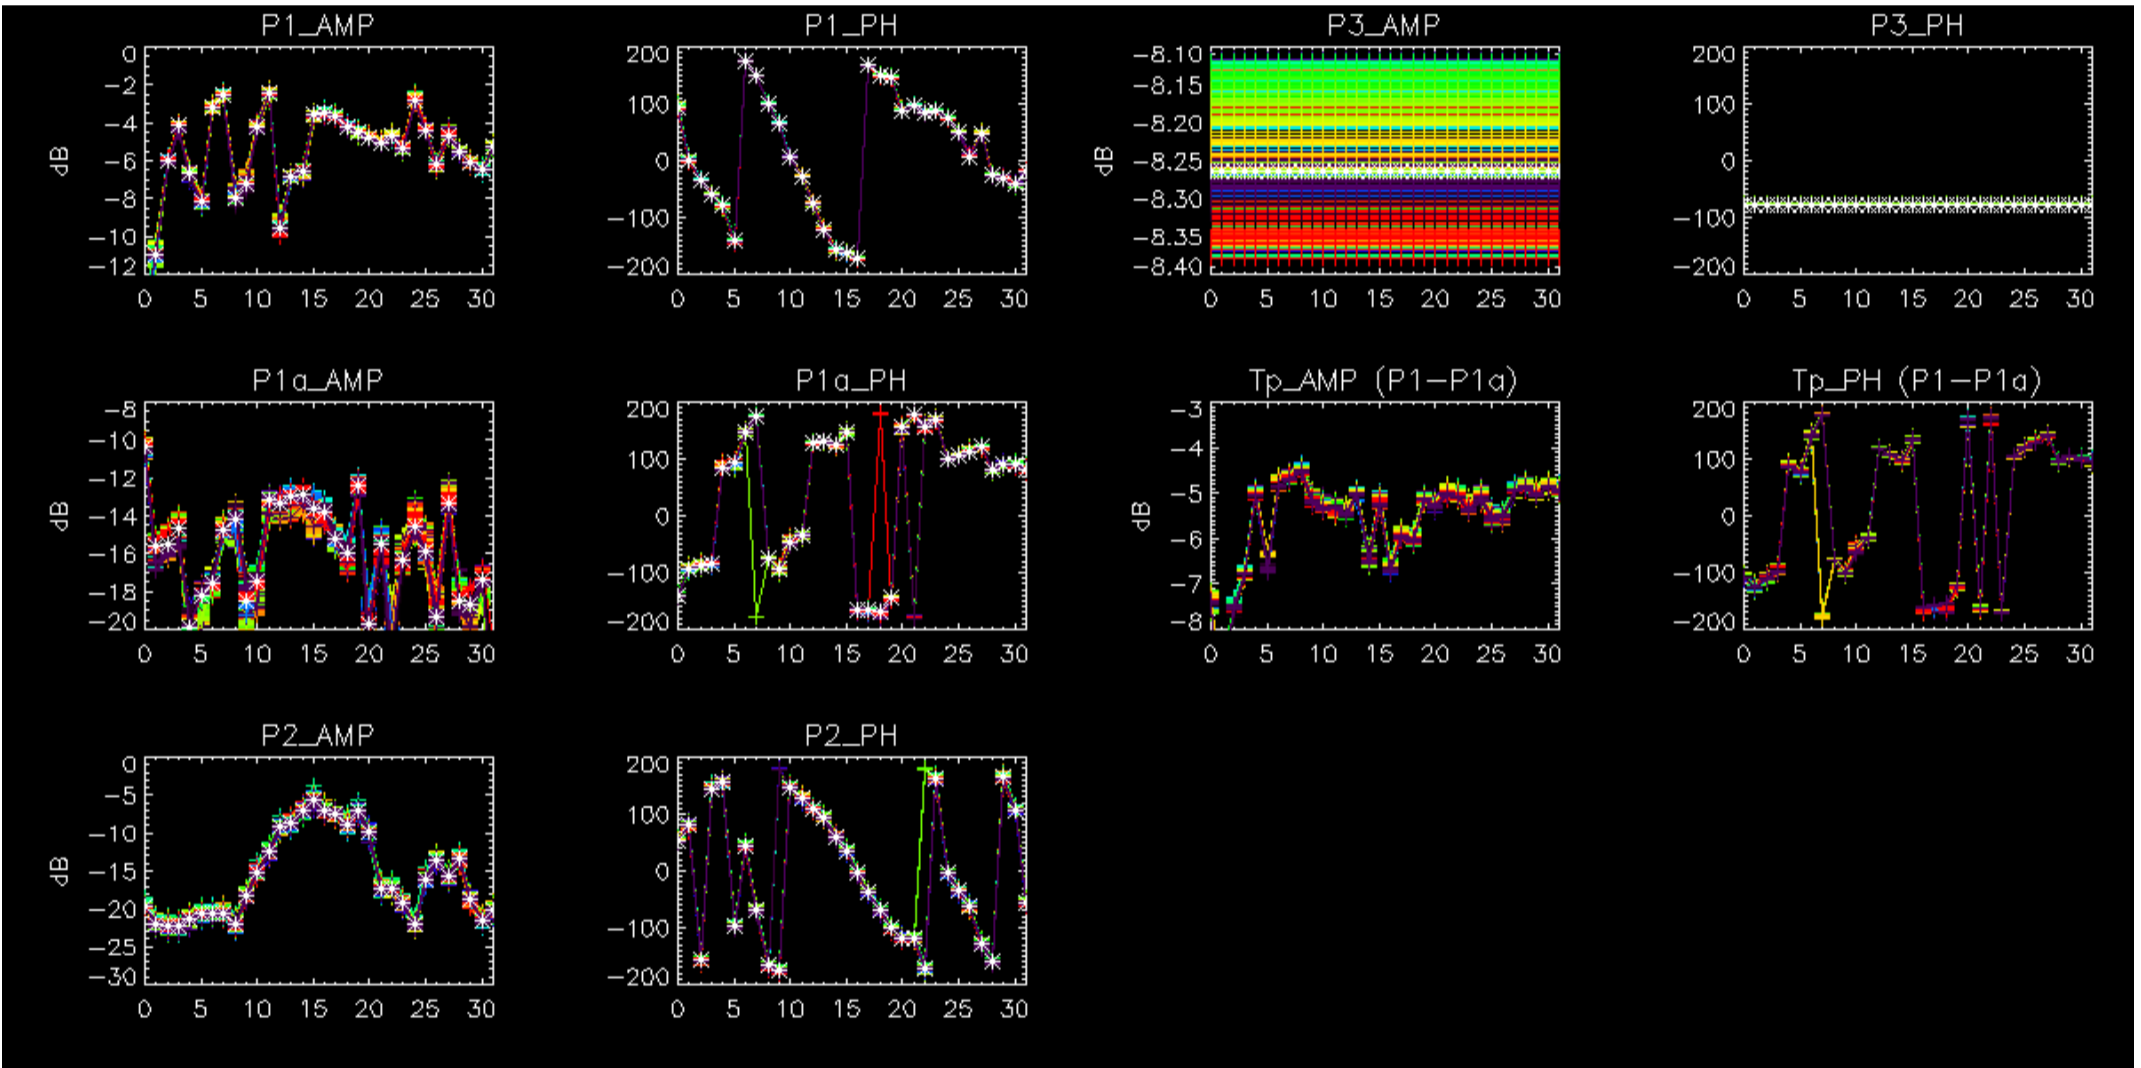 P1_AMP P1_PH P3_AMP P3_PH
0 200 -8.10 200
-2 -8.15
-4 100 -8.20 100
dB -6 0 dB -8.25 0
-8 -8.30
-10 -100 -8.35 -100
-12 -200 -8.40 -200
0 5 10 15 20 25 30 0 5 10 15 20 25 30 0 5 10 15 20 25 30 0 5 10 15 20 25 30
P1a_AMP P1a_PH Tp_AMP (P1-P1a) Tp_PH (P1-P1a)
-8 200 -3 200
-10 -4
-12 100 100
dB -14 0 dB -5 0
-16 -6
-18 -100 -7 -100
-20 -200 -8 -200
0 5 10 15 20 25 30 0 5 10 15 20 25 30 0 5 10 15 20 25 30 0 5 10 15 20 25 30
P2_AMP P2_PH
0 200
-5 100
-10
dB -15 0
-20 -100
-25
-30 -200
0 5 10 15 20 25 30 0 5 10 15 20 25 30